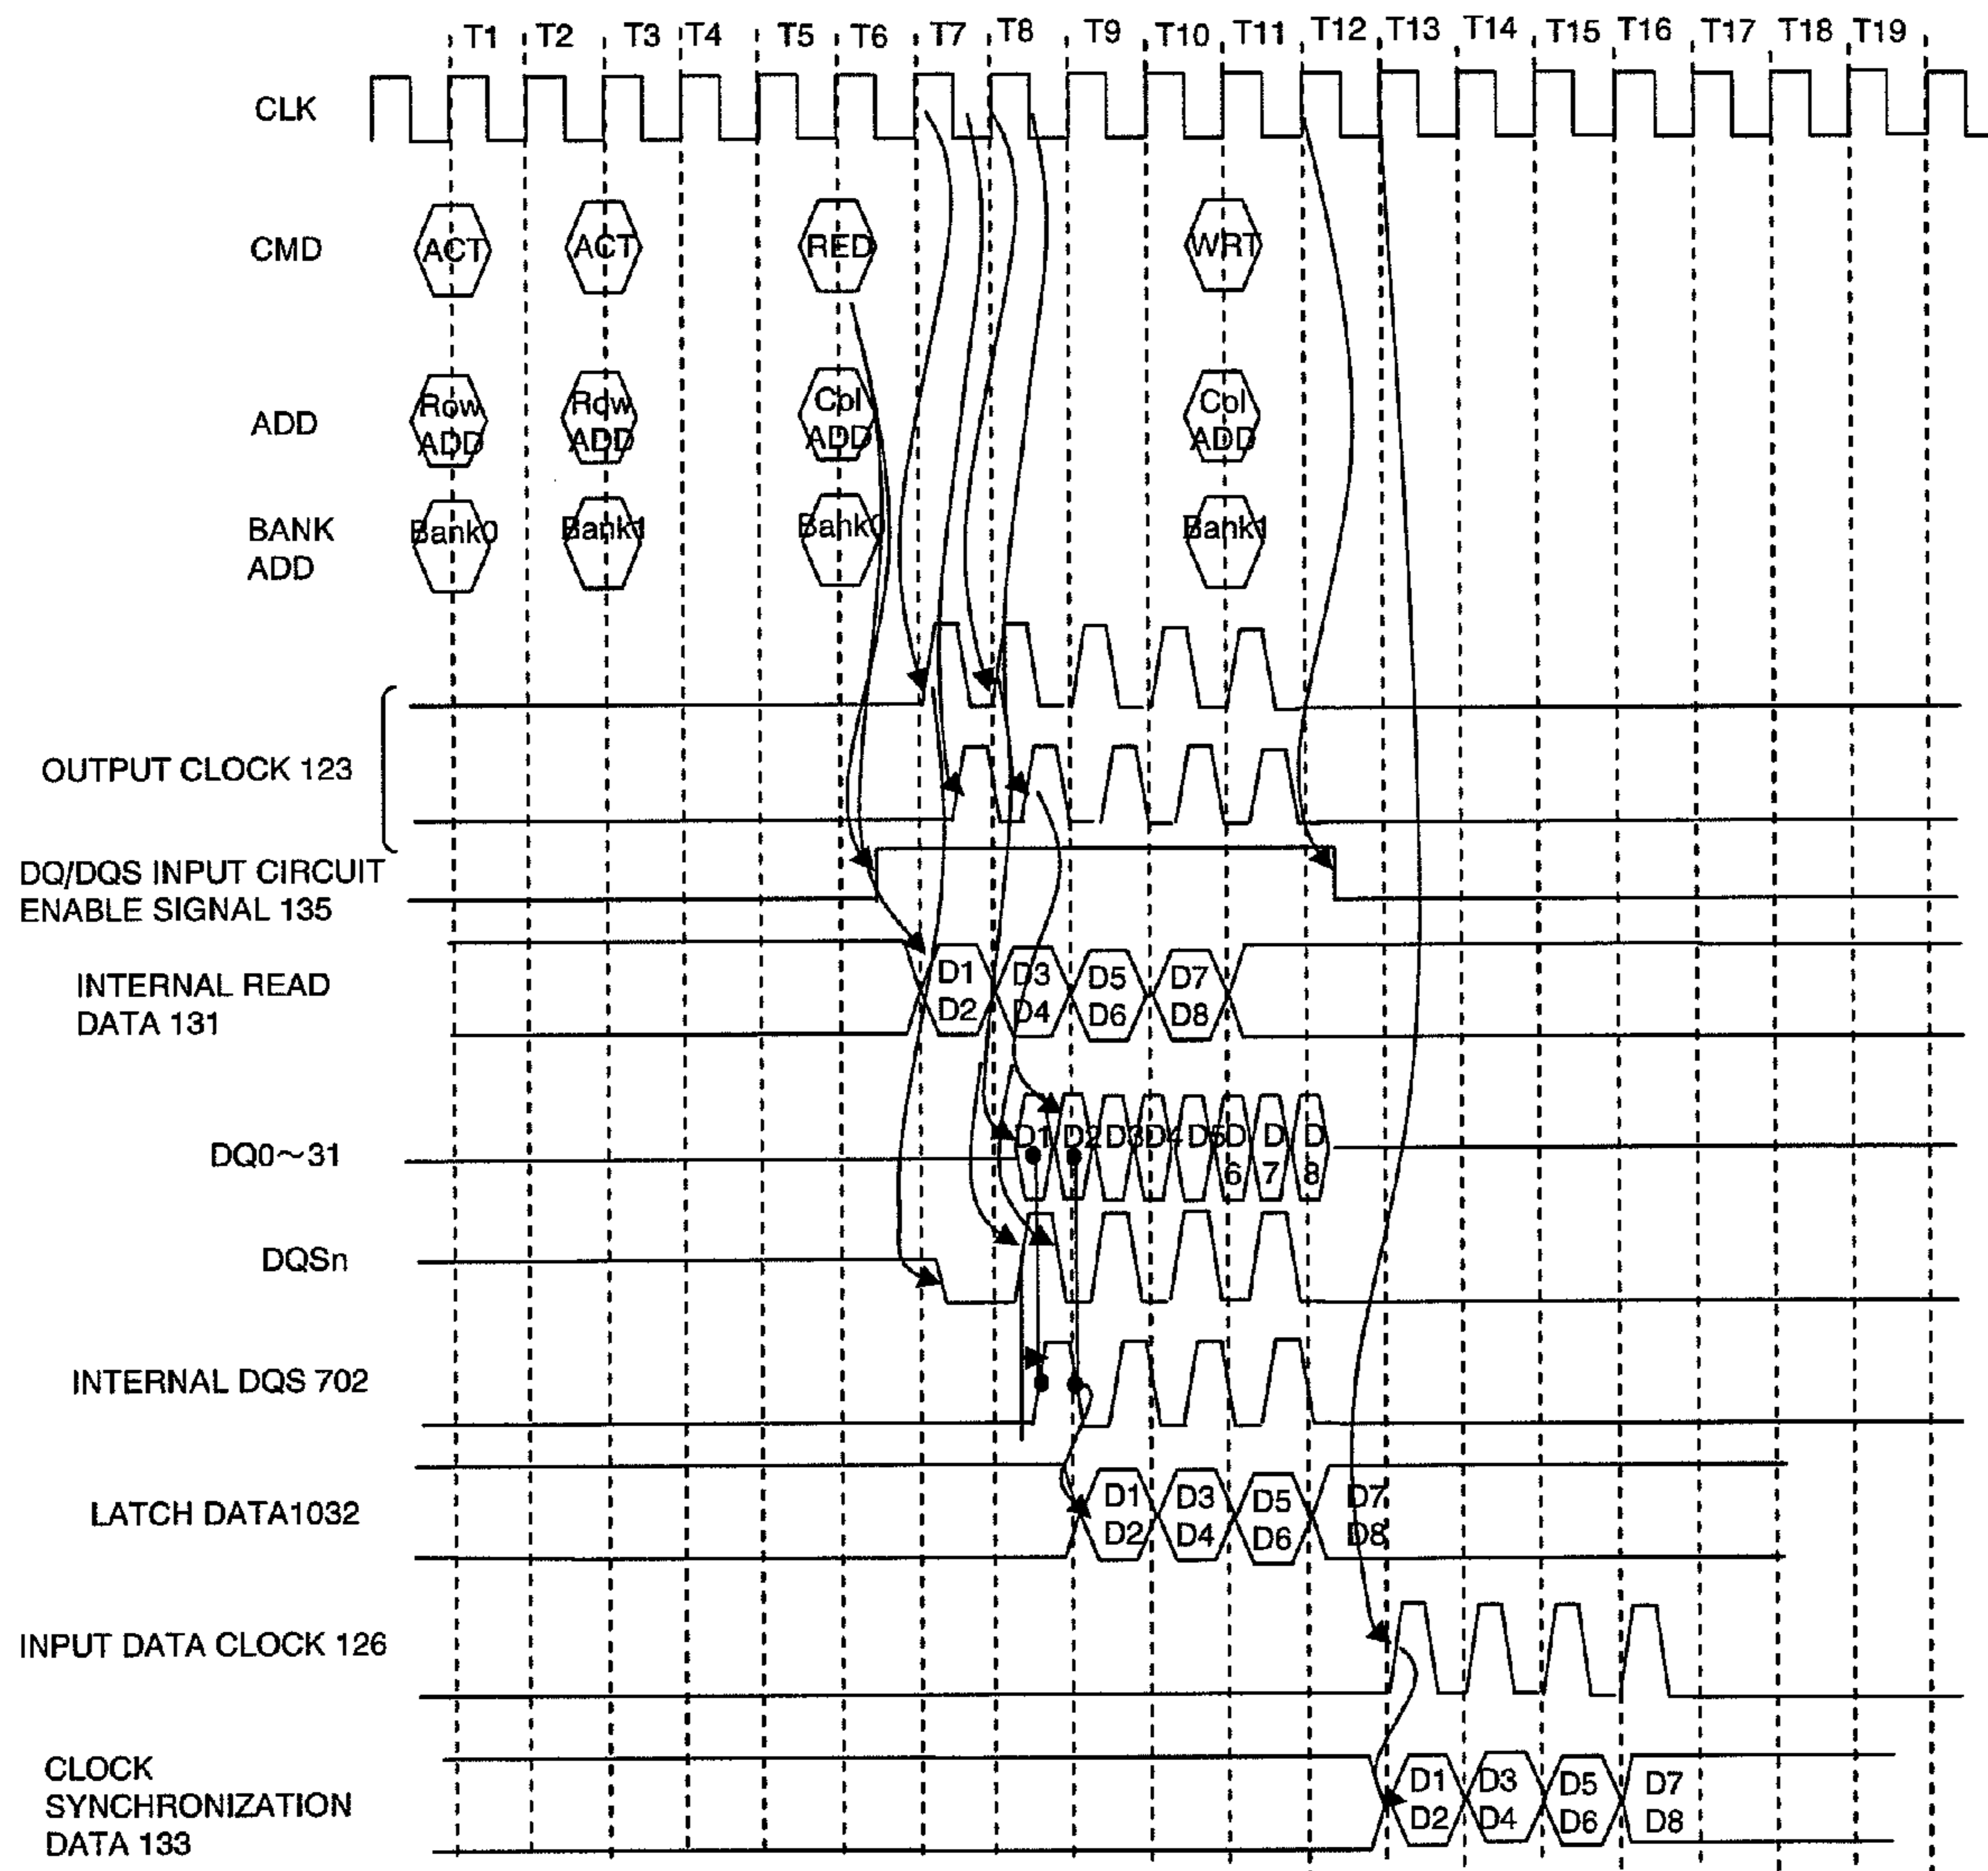 T1 T2 T3 T4 T5 T6 T7 T8 T9 T10 T11 T12 T13 T14 T15 T16 T17 T18 T19
CLK
CMD
ACT ACT RED WRT
ADD
Row Row Col Col
ADD ADD ADD ADD
BANK
ADD
Bank0 Bank1 Bank0 Bank1
OUTPUT CLOCK 123
DQ/DQS INPUT CIRCUIT
ENABLE SIGNAL 135
INTERNAL READ
DATA 131
D1 D3 D5 D7
D2 D4 D6 D8
DQ0~31
D1 D2 D3 D4 D5 D D D
6 7 8
DQSn
INTERNAL DQS 702
LATCH DATA1032
D1 D3 D5 D7
D2 D4 D6 D8
INPUT DATA CLOCK 126
CLOCK
SYNCHRONIZATION
DATA 133
D1 D3 D5 D7
D2 D4 D6 D8